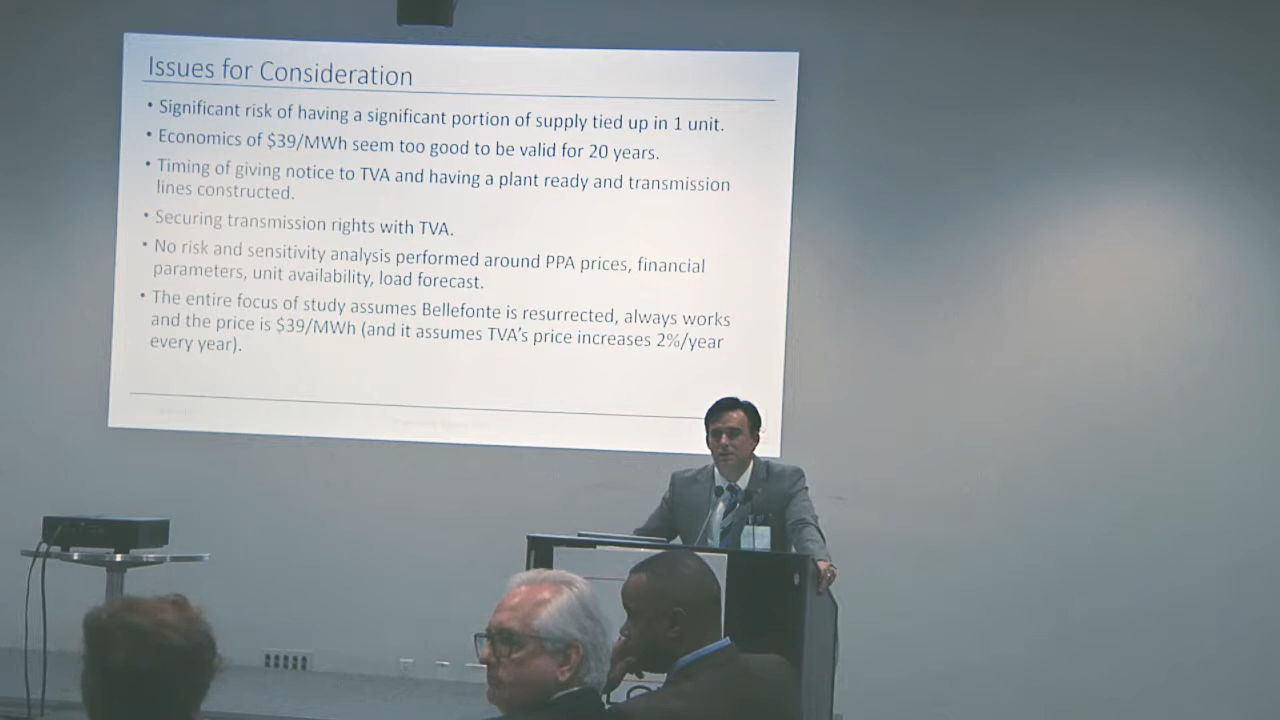 Issues for Consideration
• Significant risk of having a significant portion of supply tied up in 1 unit.
• Economics of $39/MWh seem too good to be valid for 20 years.
• Timing of giving notice to TVA and having a plant ready and transmission
lines constructed.
• Securing transmission rights with TVA.
• No risk and sensitivity analysis performed around PPA prices, financial
parameters, unit availability, load forecast.
• The entire focus of study assumes Bellefonte is resurrected, always works
and the price is $39/MWh (and it assumes TVA's price increases 2%/year
every year).